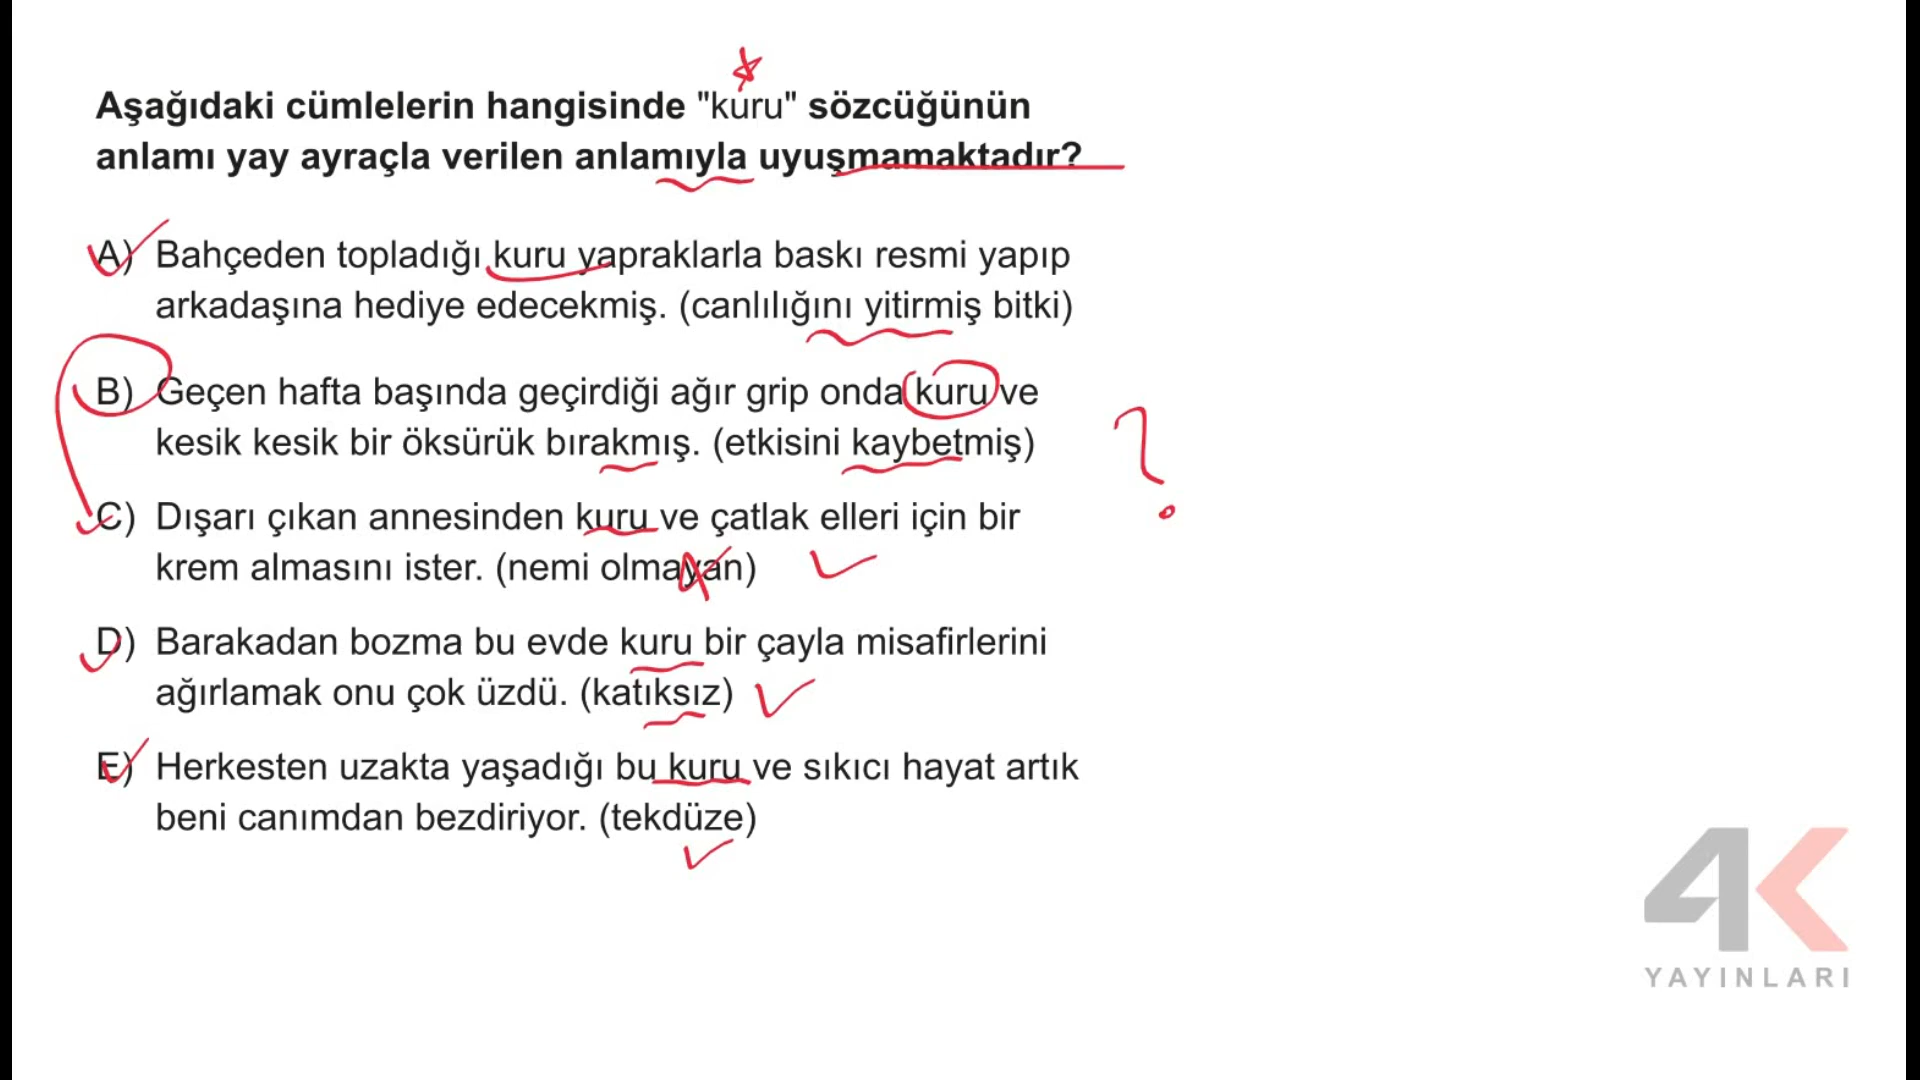 Aşağıdaki cümlelerin hangisinde "kuru" sözcüğünün
anlamı yay ayraçla verilen anlamıyla uyuşmamaktadır?
A) Bahçeden topladığı kuru yapraklarla baskı resmi yapıp
arkadaşına hediye edecekmiş. (canlılığını yitirmiş bitki)
B) Geçen hafta başında geçirdiği ağır grip onda kuru ve
kesik kesik bir öksürük bırakmış. (etkisini kaybetmiş)
?
C) Dışarı çıkan annesinden kuru ve çatlak elleri için bir
krem almasını ister. (nemi olmayan)
D) Barakadan bozma bu evde kuru bir çayla misafirlerini
ağırlamak onu çok üzdü. (katıksız)
E) Herkesten uzakta yaşadığı bu kuru ve sıkıcı hayat artık
beni canımdan bezdiriyor. (tekdüze)
4K
YAYINLARI